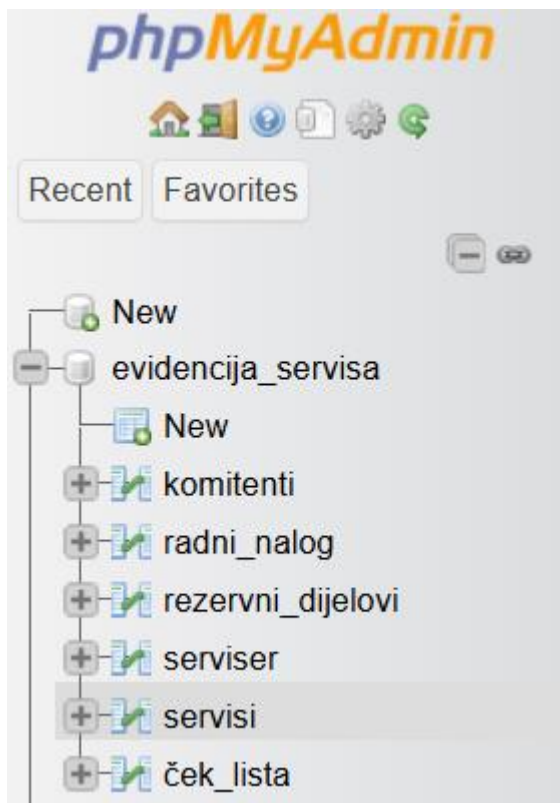 phpMyAdmin
Recent Favorites
New
evidencija_servisa
New
komitenti
radni_nalog
rezervni_dijelovi
serviser
servisi
ček_lista